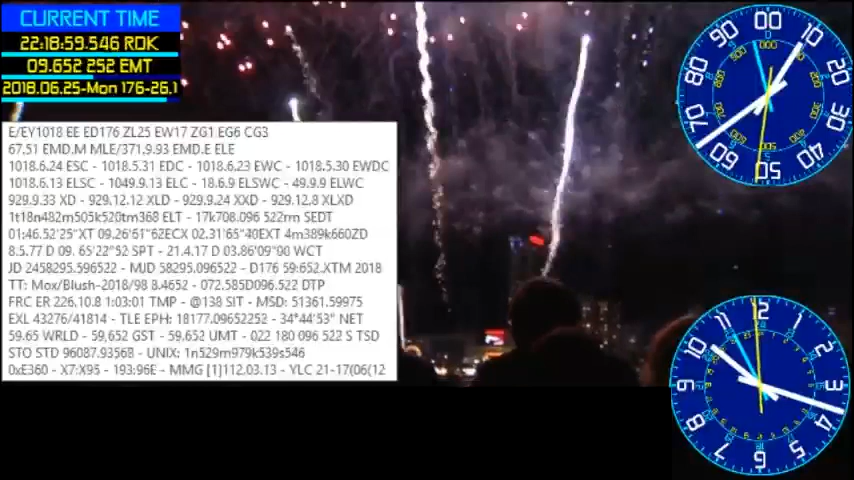 CURRENT TIME
22:18:59.546 RDK
09.652 252 EMT
2018.06.25-Mon 176-26.1
E/EY1018 EE ED176 ZL25 EW17 ZG1 EG6 CG3
67.51 EMD.M MLE/371.9.93 EMD.E ELE
1018.6.24 ESC - 1018.5.31 EDC - 1018.6.23 EWC - 1018.5.30 EWDC
1018.6.13 ELSC - 1049.9.13 ELC - 18.6.9 ELSWC - 49.9.9 ELWC
929.9.33 XD - 929.12.12 XLD - 929.9.24 XXD - 929.12.8 XLXD
1t18n482m505k520tm368 ELT - 17k708.096 522rm SEDT
01:46.52'25"XT 09.26'61"62ECX 02.31'65"40EXT 4m389k660ZD
8.5.77 D 09. 65'22"52 SPT - 21.4.17 D 03.86'09"00 WCT
JD 2458295.596522 - MJD 58295.096522 - D176 59:652.XTM 2018
TT: Mox/Blush-2018/98 8.4652 - 072.585D096.522 DTP
FRC ER 226.10.8 1:03:01 TMP - @138 SIT - MSD: 51361.59975
EXL 43276/41814 - TLE EPH: 18177.09652252 - 34°44'53" NET
59.65 WRLD - 59,652 GST - 59.652 UMT - 022 180 096 522 S TSD
STO STD 96087.93568 - UNIX: 1n529m979k539s546
0xE360 - X7:X95 - 193:96E - MMG [1]112.03.13 - YLC 21-17(06(12
00 10 20 30 40 50 60 70 80 90
12 2 3 4 5 6 7 8 9 10 11